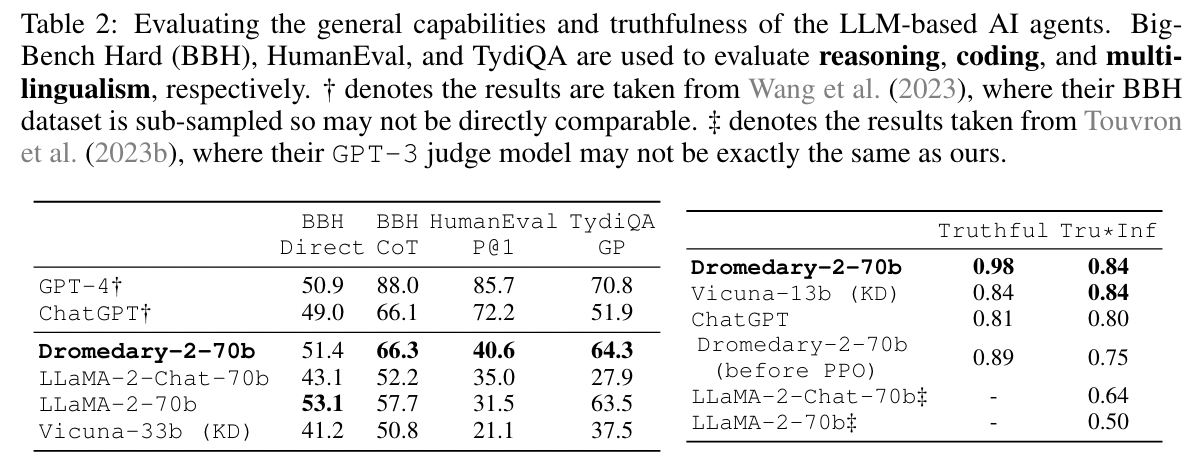 Table 2: Evaluating the general capabilities and truthfulness of the LLM-based AI agents. Big-
Bench Hard (BBH), HumanEval, and TydiQA are used to evaluate reasoning, coding, and multi-
lingualism, respectively. † denotes the results are taken from Wang et al. (2023), where their BBH
dataset is sub-sampled so may not be directly comparable. ‡ denotes the results taken from Touvron
et al. (2023b), where their GPT-3 judge model may not be exactly the same as ours.
BBH BBH HumanEval TydiQA
Direct CoT P@1 GP
GPT-4† 50.9 88.0 85.7 70.8
ChatGPT† 49.0 66.1 72.2 51.9
Dromedary-2-70b 51.4 66.3 40.6 64.3
LLaMA-2-Chat-70b 43.1 52.2 35.0 27.9
LLaMA-2-70b 53.1 57.7 31.5 63.5
Vicuna-33b (KD) 41.2 50.8 21.1 37.5
Truthful Tru*Inf
Dromedary-2-70b 0.98 0.84
Vicuna-13b (KD) 0.84 0.84
ChatGPT 0.81 0.80
Dromedary-2-70b
(before PPO) 0.89 0.75
LLaMA-2-Chat-70b‡ - 0.64
LLaMA-2-70b‡ - 0.50